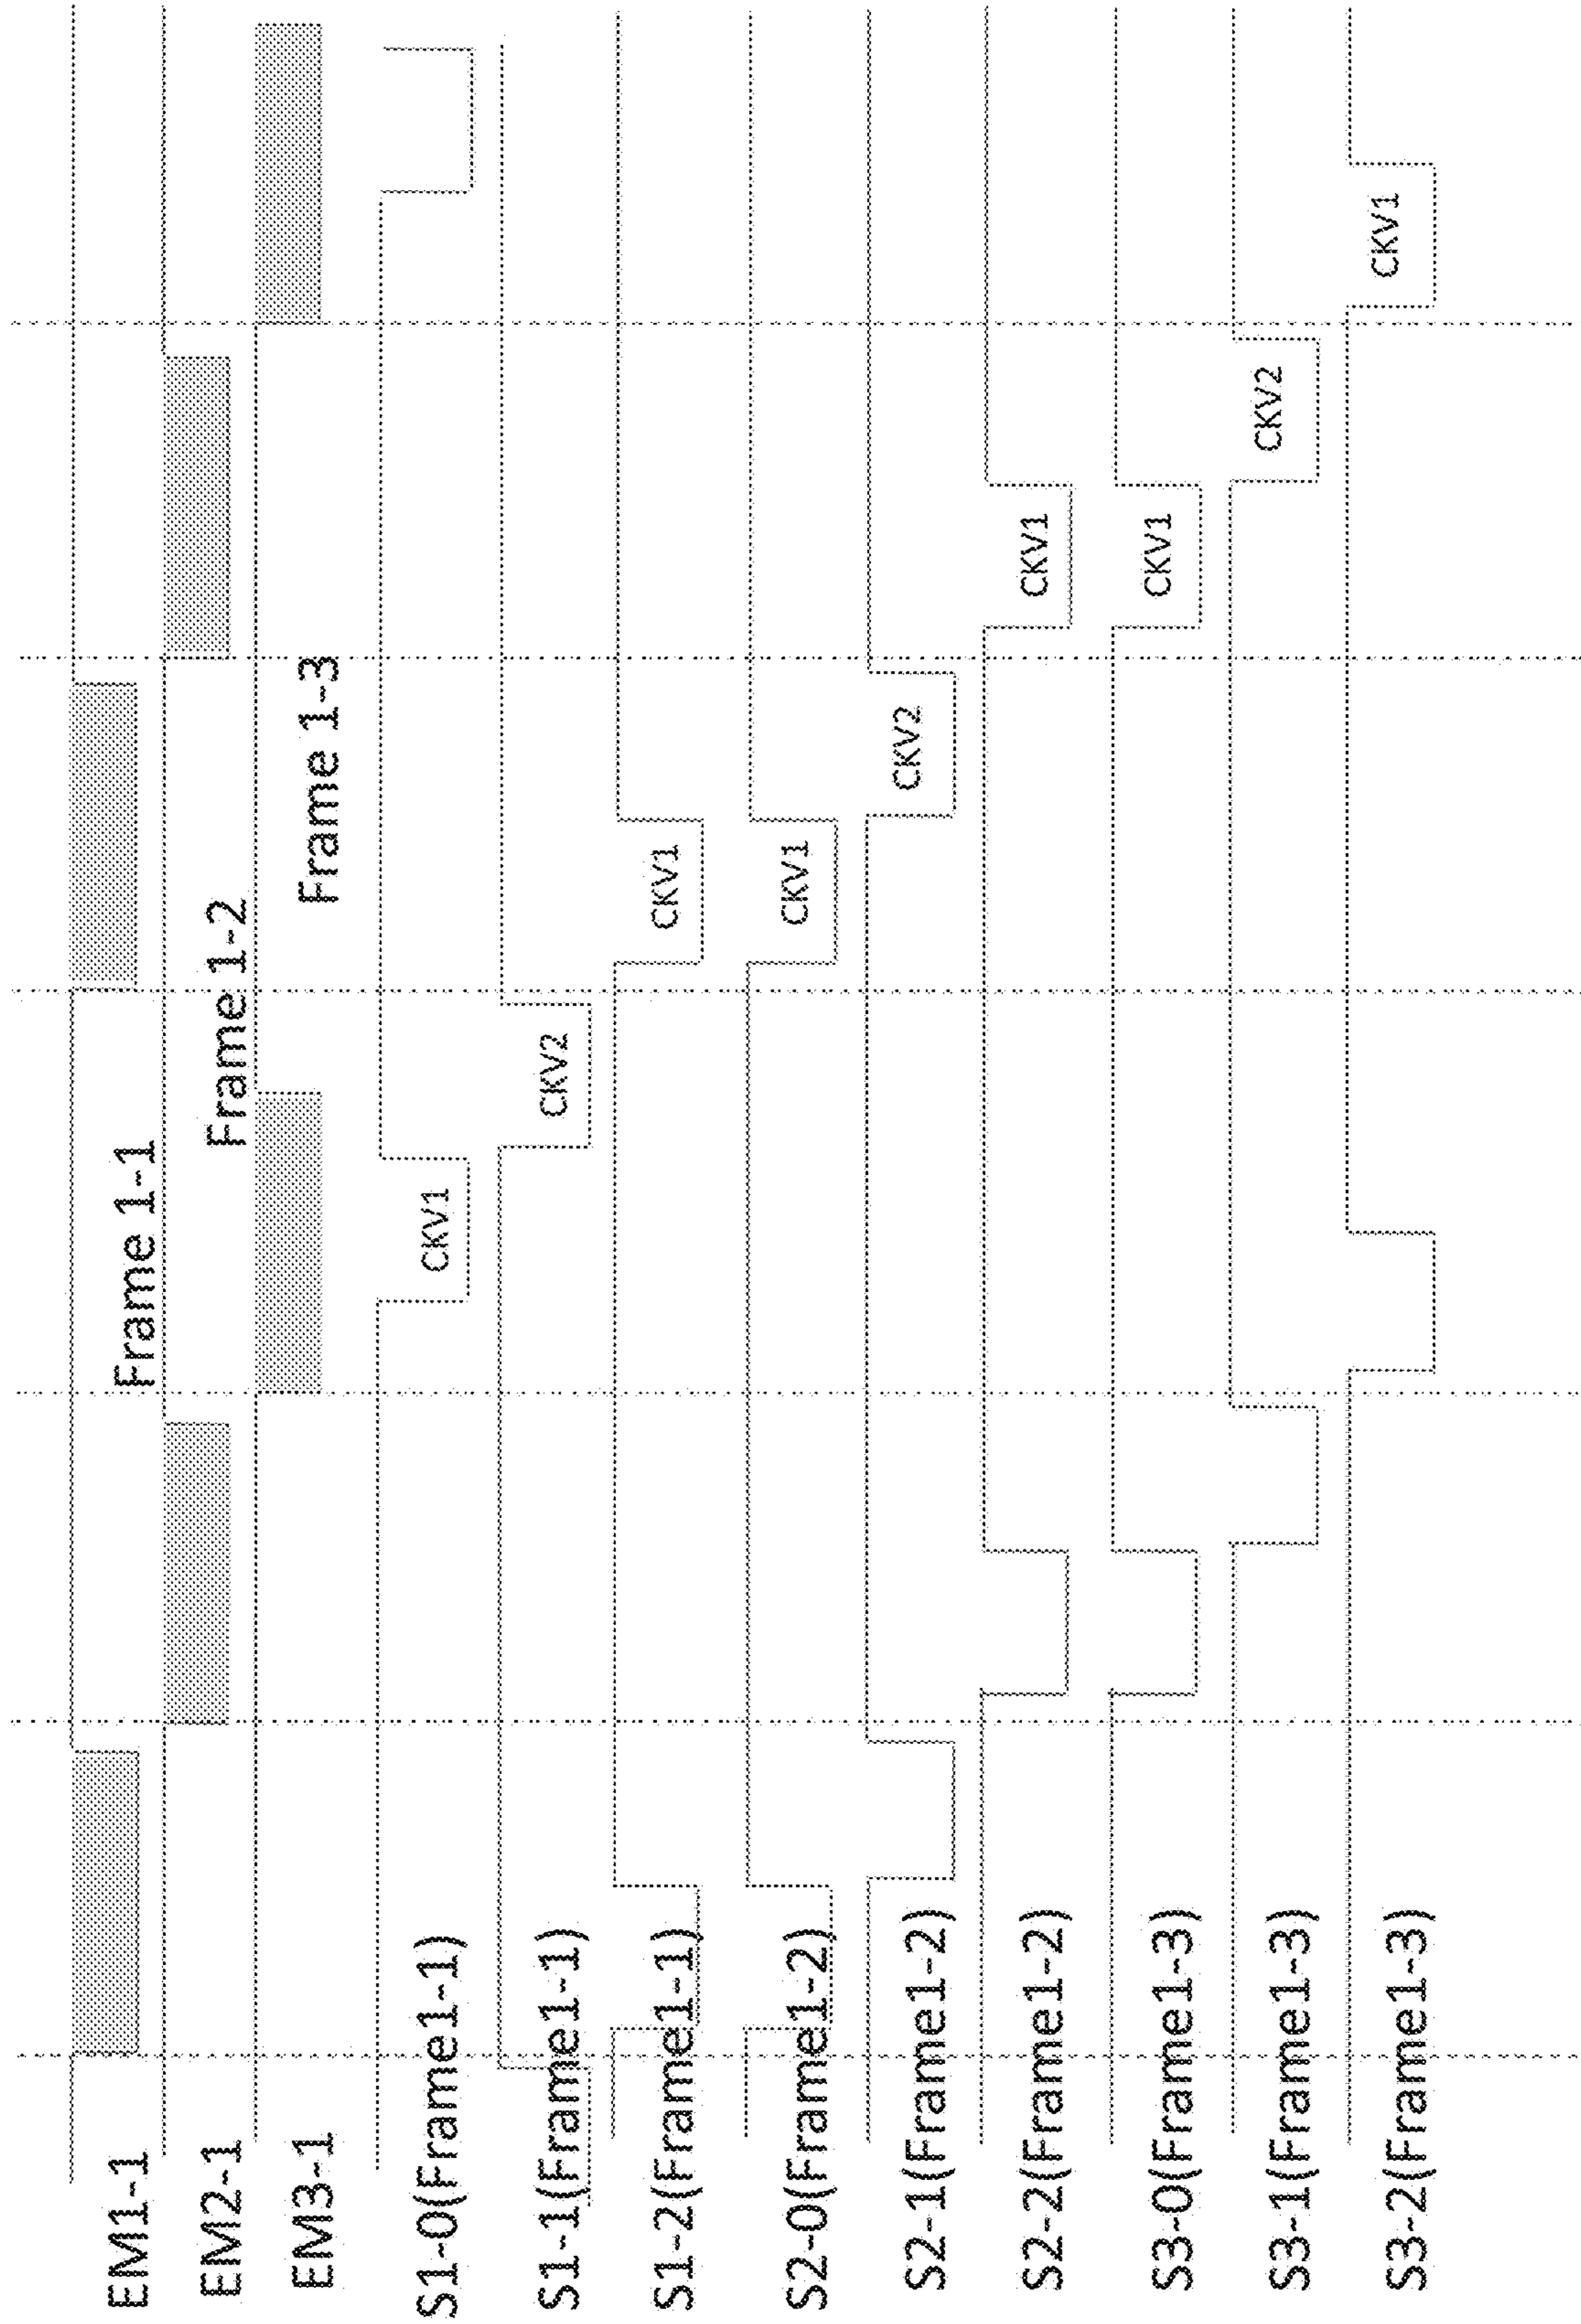 EM1-1
Frame 1-1
EM2-1
Frame 1-2
EM3-1
Frame 1-3
S1-0(Frame1-1)
CKV1
S1-1(Frame1-1)
CKV2
S1-2(Frame1-1)
CKV1
S2-0(Frame1-2)
CKV1
S2-1(Frame1-2)
CKV2
S2-2(Frame1-2)
CKV1
S3-0(Frame1-3)
CKV1
S3-1(Frame1-3)
CKV2
S3-2(Frame1-3)
CKV1